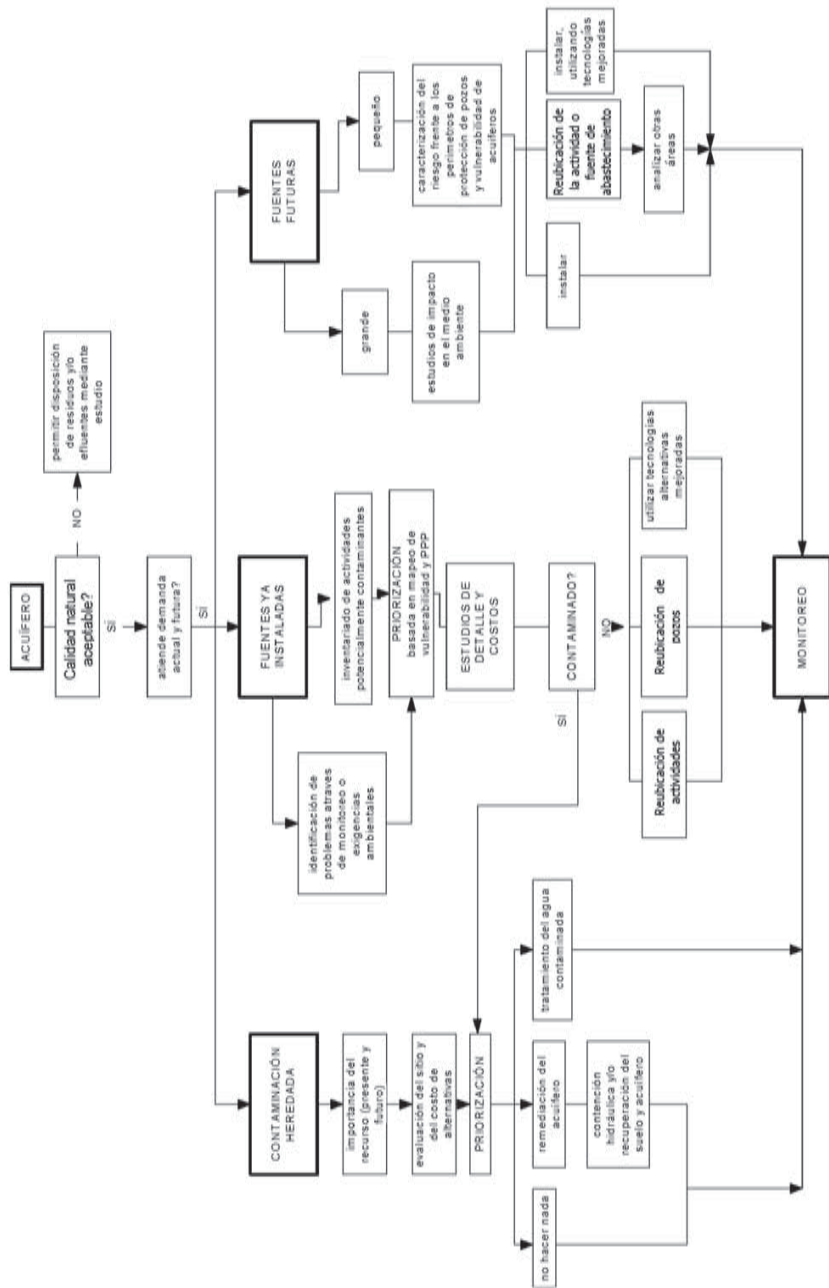 ACUÍFERO
Calidad natural
aceptable?
NO
permitir disposición
de residuos y/o
efluentes mediante
estudio
SÍ
atiende demanda
actual y futura?
SÍ
CONTAMINACIÓN
HEREDADA
importancia del
recurso (presente y
futuro)
evaluación del sitio y
del costo de
alternativas
PRIORIZACIÓN
no hacer nada
remediación del
acuífero
contención
hidráulica y/o
recuperación del
suelo y acuífero
tratamiento del agua
contaminada
FUENTES YA
INSTALADAS
identificación de
problemas atraves
de monitoreo o
exigencias
ambientales
inventariado de actividades
potencialmente contaminantes
PRIORIZACIÓN
basada en mapeo de
vulnerabilidad y PPP
ESTUDIOS DE
DETALLE Y
COSTOS
CONTAMINADO?
SÍ
NO
Reubicación de
actividades
Reubicación de
pozos
utilizar tecnologías
alternativas
mejoradas
FUENTES
FUTURAS
grande
estudios de impacto
en el medio
ambiente
pequeño
caracterización del
riesgo frente a los
perímetros de
protección de pozos
y vulnerabilidad de
acuíferos
instalar
Reubicación de
la actividad o
fuente de
abastecimiento
analizar otras
áreas
instalar,
utilizando
tecnologías
mejoradas
MONITOREO